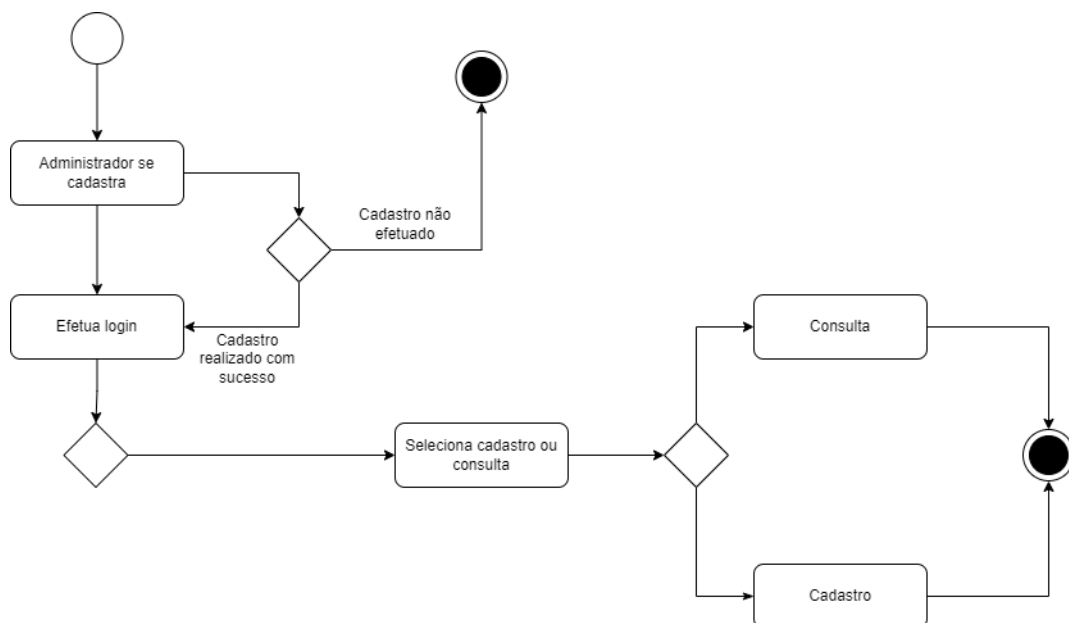 Administrador se
cadastra
Cadastro não
efetuado
Efetua login
Cadastro
realizado com
sucesso
Consulta
Seleciona cadastro ou
consulta
Cadastro